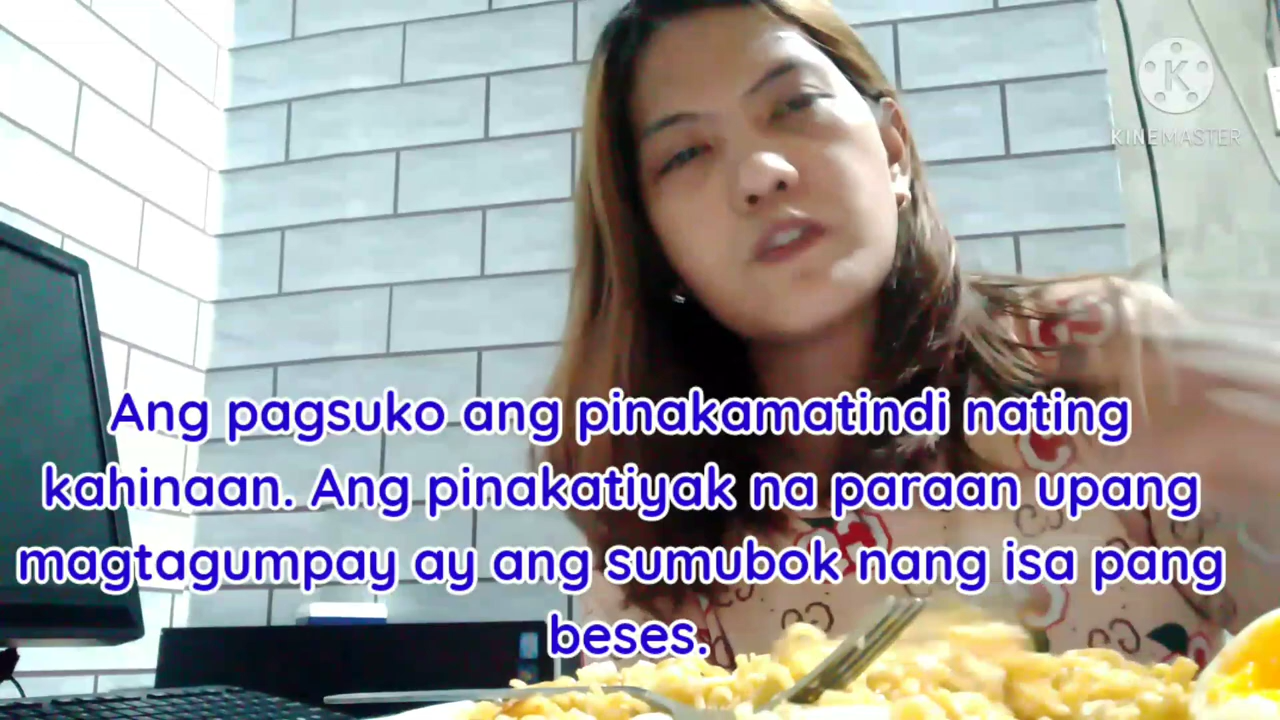 K
KINEMASTER
Ang pagsuko ang pinakamatindi nating
kahinaan. Ang pinakatiyak na paraan upang
magtagumpay ay ang sumubok nang isa pang
beses.